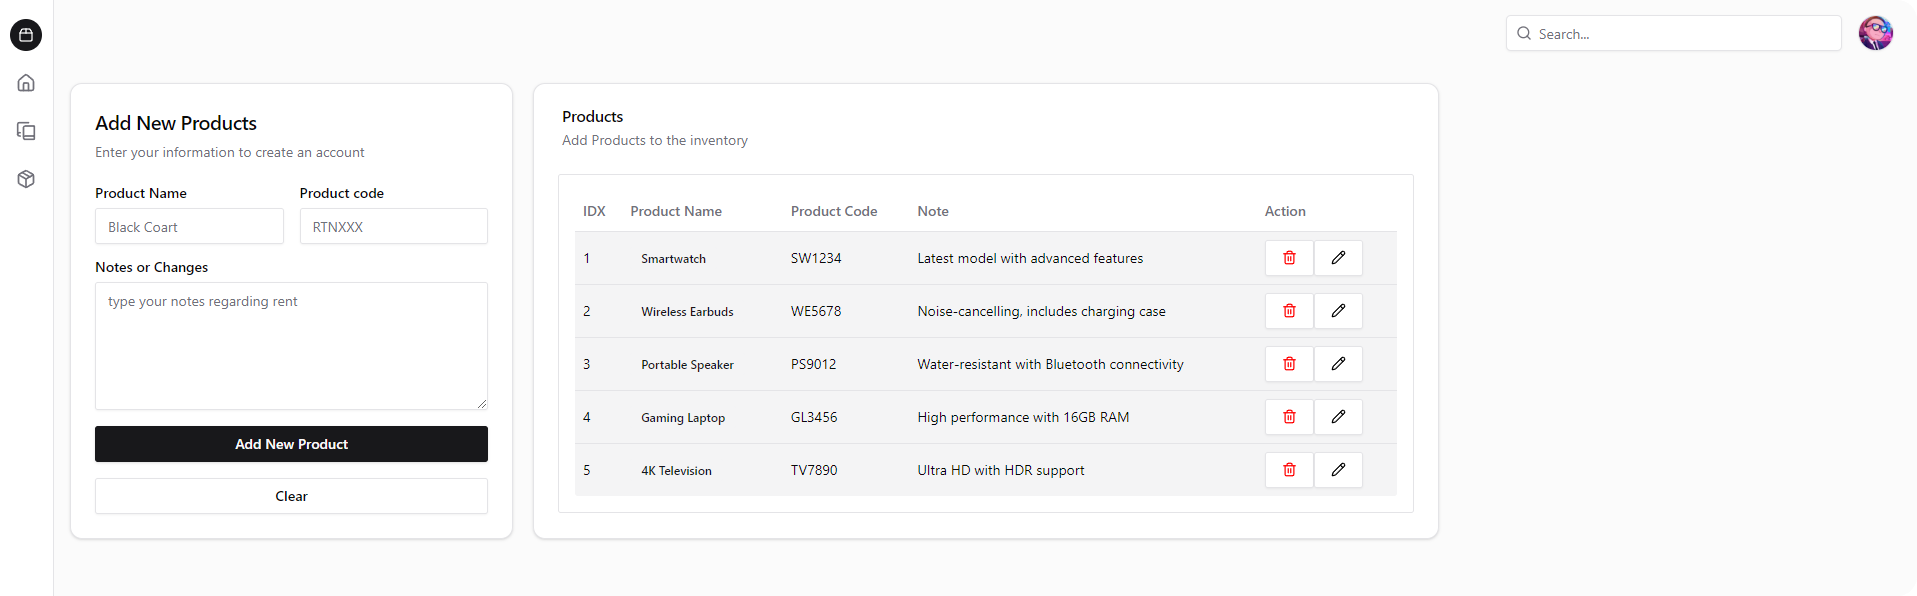 Search...
Add New Products
Enter your information to create an account
Product Name Product code
Black Coart RTNXXX
Notes or Changes
type your notes regarding rent
Add New Product
Clear
Products
Add Products to the inventory
IDX Product Name Product Code Note Action
1 Smartwatch SW1234 Latest model with advanced features
2 Wireless Earbuds WE5678 Noise-cancelling, includes charging case
3 Portable Speaker PS9012 Water-resistant with Bluetooth connectivity
4 Gaming Laptop GL3456 High performance with 16GB RAM
5 4K Television TV7890 Ultra HD with HDR support